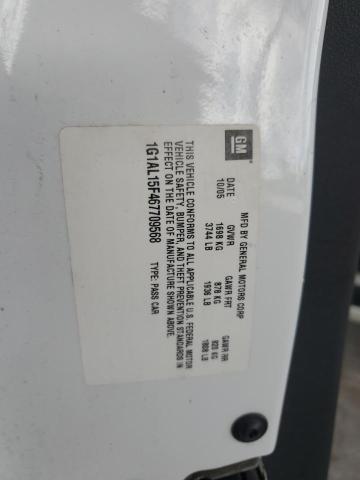 GM
MFD BY GENERAL MOTORS CORP
DATE GVWR GAWR FRT GAWR RR
10/05 1698 KG 878 KG 820 KG
3744 LB 1936 LB 1808 LB
THIS VEHICLE CONFORMS TO ALL APPLICABLE U.S. FEDERAL MOTOR
VEHICLE SAFETY, BUMPER, AND THEFT PREVENTION STANDARDS IN
EFFECT ON THE DATE OF MANUFACTURE SHOWN ABOVE.
1G1AL15F467709568 TYPE: PASS CAR